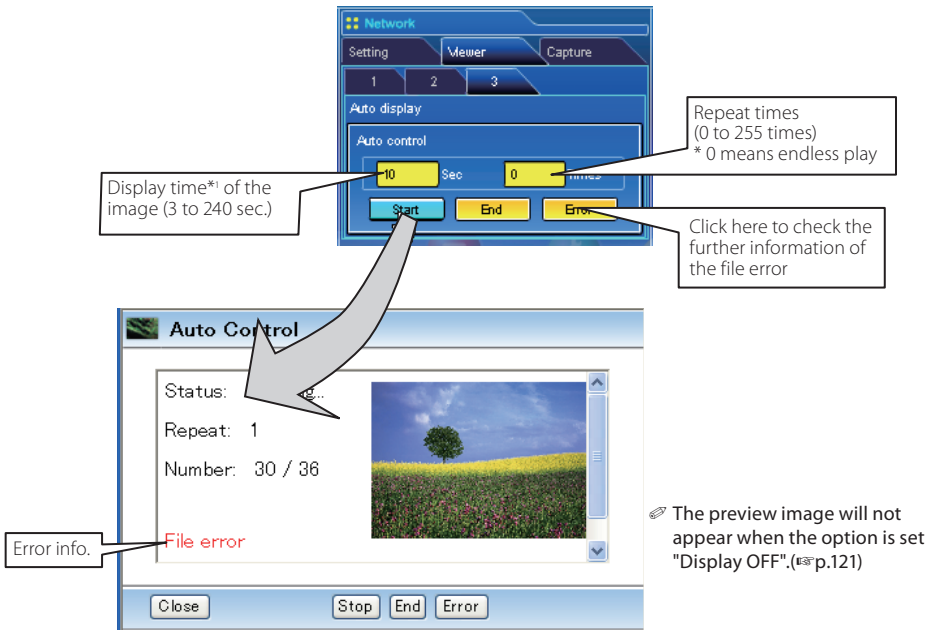 Network
Setting
Viewer
Capture
1
2
3
Auto display
Auto control
10
Sec
0
Start
End
Repeat times
(0 to 255 times)
* 0 means endless play
Display time*1 of the
image (3 to 240 sec.)
Click here to check the
further information of
the file error
Auto Control
Status:
Repeat: 1
Number: 30 / 36
File error
Error info.
Close
Stop
End
Error
✐ The preview image will not
appear when the option is set
"Display OFF".(☞p.121)